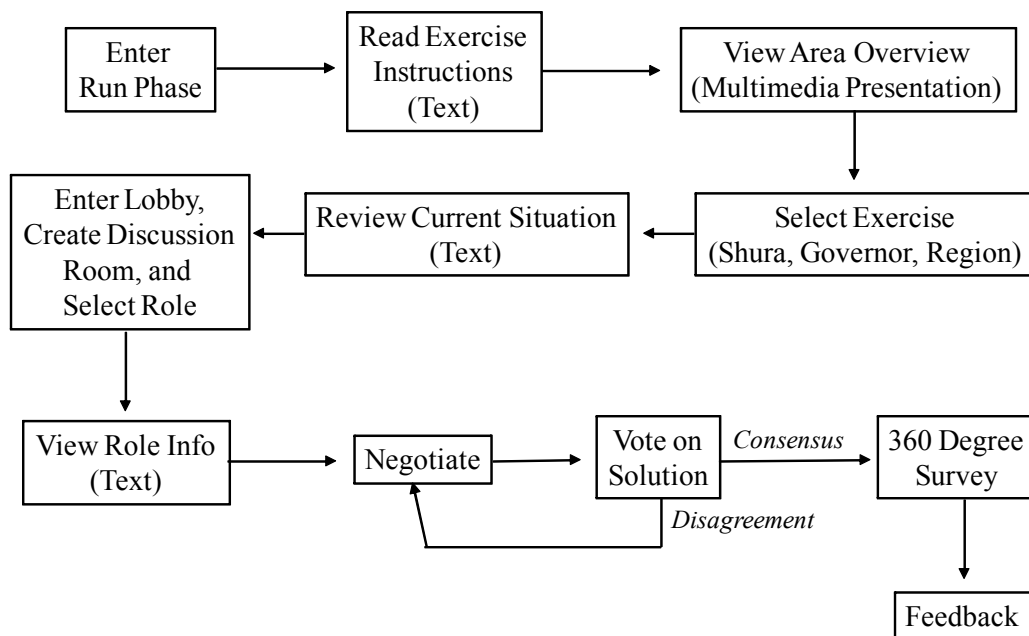 Enter
Run Phase
Read Exercise
Instructions
(Text)
View Area Overview
(Multimedia Presentation)
Select Exercise
(Shura, Governor, Region)
Review Current Situation
(Text)
Enter Lobby,
Create Discussion
Room, and
Select Role
View Role Info
(Text)
Negotiate
Vote on
Solution
Consensus
Disagreement
360 Degree
Survey
Feedback